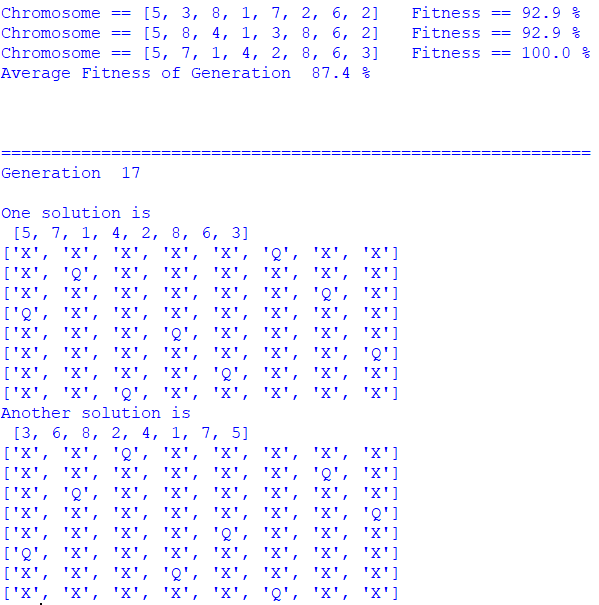 Chromosome == [5, 3, 8, 1, 7, 2, 6, 2]   Fitness == 92.9 %
Chromosome == [5, 8, 4, 1, 3, 8, 6, 2]   Fitness == 92.9 %
Chromosome == [5, 7, 1, 4, 2, 8, 6, 3]   Fitness == 100.0 %
Average Fitness of Generation  87.4 %
===========================================================
Generation  17
One solution is
 [5, 7, 1, 4, 2, 8, 6, 3]
['X', 'X', 'X', 'X', 'X', 'Q', 'X', 'X']
['X', 'Q', 'X', 'X', 'X', 'X', 'X', 'X']
['X', 'X', 'X', 'X', 'X', 'X', 'Q', 'X']
['Q', 'X', 'X', 'X', 'X', 'X', 'X', 'X']
['X', 'X', 'X', 'Q', 'X', 'X', 'X', 'X']
['X', 'X', 'X', 'X', 'X', 'X', 'X', 'Q']
['X', 'X', 'X', 'X', 'Q', 'X', 'X', 'X']
['X', 'X', 'Q', 'X', 'X', 'X', 'X', 'X']
Another solution is
 [3, 6, 8, 2, 4, 1, 7, 5]
['X', 'X', 'Q', 'X', 'X', 'X', 'X', 'X']
['X', 'X', 'X', 'X', 'X', 'X', 'Q', 'X']
['X', 'Q', 'X', 'X', 'X', 'X', 'X', 'X']
['X', 'X', 'X', 'X', 'X', 'X', 'X', 'Q']
['X', 'X', 'X', 'X', 'Q', 'X', 'X', 'X']
['Q', 'X', 'X', 'X', 'X', 'X', 'X', 'X']
['X', 'X', 'X', 'Q', 'X', 'X', 'X', 'X']
['X', 'X', 'X', 'X', 'X', 'Q', 'X', 'X']